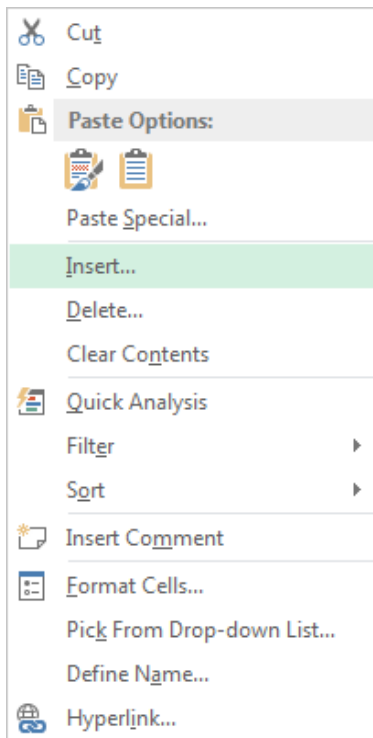 Cut
Copy
Paste Options:
Paste Special...
Insert...
Delete...
Clear Contents
Quick Analysis
Filter
Sort
Insert Comment
Format Cells...
Pick From Drop-down List...
Define Name...
Hyperlink...